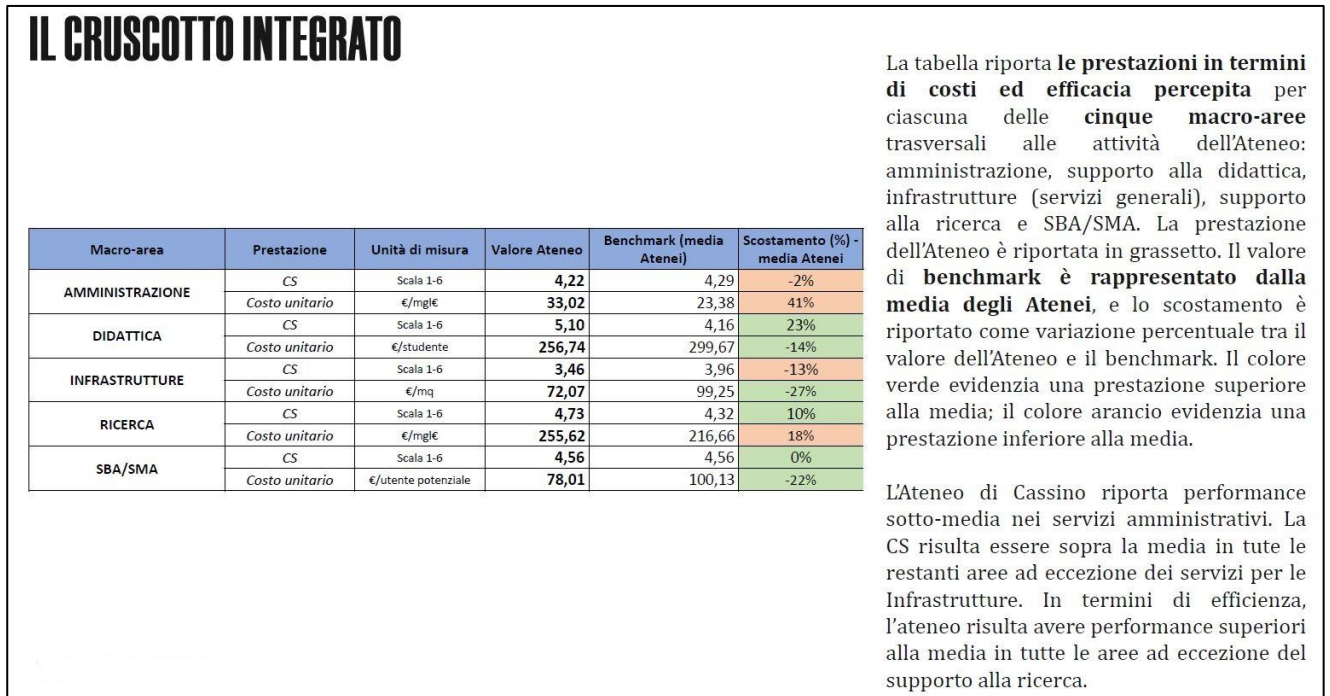 IL CRUSCOTTO INTEGRATO
Macro-area Prestazione Unità di misura Valore Ateneo Benchmark (media Atenei) Scostamento (%) - media Atenei
AMMINISTRAZIONE CS Scala 1-6 4,22 4,29 -2%
Costo unitario €/mgl€ 33,02 23,38 41%
DIDATTICA CS Scala 1-6 5,10 4,16 23%
Costo unitario €/studente 256,74 299,67 -14%
INFRASTRUTTURE CS Scala 1-6 3,46 3,96 -13%
Costo unitario €/mq 72,07 99,25 -27%
RICERCA CS Scala 1-6 4,73 4,32 10%
Costo unitario €/mgl€ 255,62 216,66 18%
SBA/SMA CS Scala 1-6 4,56 4,56 0%
Costo unitario €/utente potenziale 78,01 100,13 -22%
La tabella riporta le prestazioni in termini
di costi ed efficacia percepita per
ciascuna delle cinque macro-aree
trasversali alle attività dell'Ateneo:
amministrazione, supporto alla didattica,
infrastrutture (servizi generali), supporto
alla ricerca e SBA/SMA. La prestazione
dell'Ateneo è riportata in grassetto. Il valore
di benchmark è rappresentato dalla
media degli Atenei, e lo scostamento è
riportato come variazione percentuale tra il
valore dell'Ateneo e il benchmark. Il colore
verde evidenzia una prestazione superiore
alla media; il colore arancio evidenzia una
prestazione inferiore alla media.
L'Ateneo di Cassino riporta performance
sotto-media nei servizi amministrativi. La
CS risulta essere sopra la media in tute le
restanti aree ad eccezione dei servizi per le
Infrastrutture. In termini di efficienza,
l'ateneo risulta avere performance superiori
alla media in tutte le aree ad eccezione del
supporto alla ricerca.